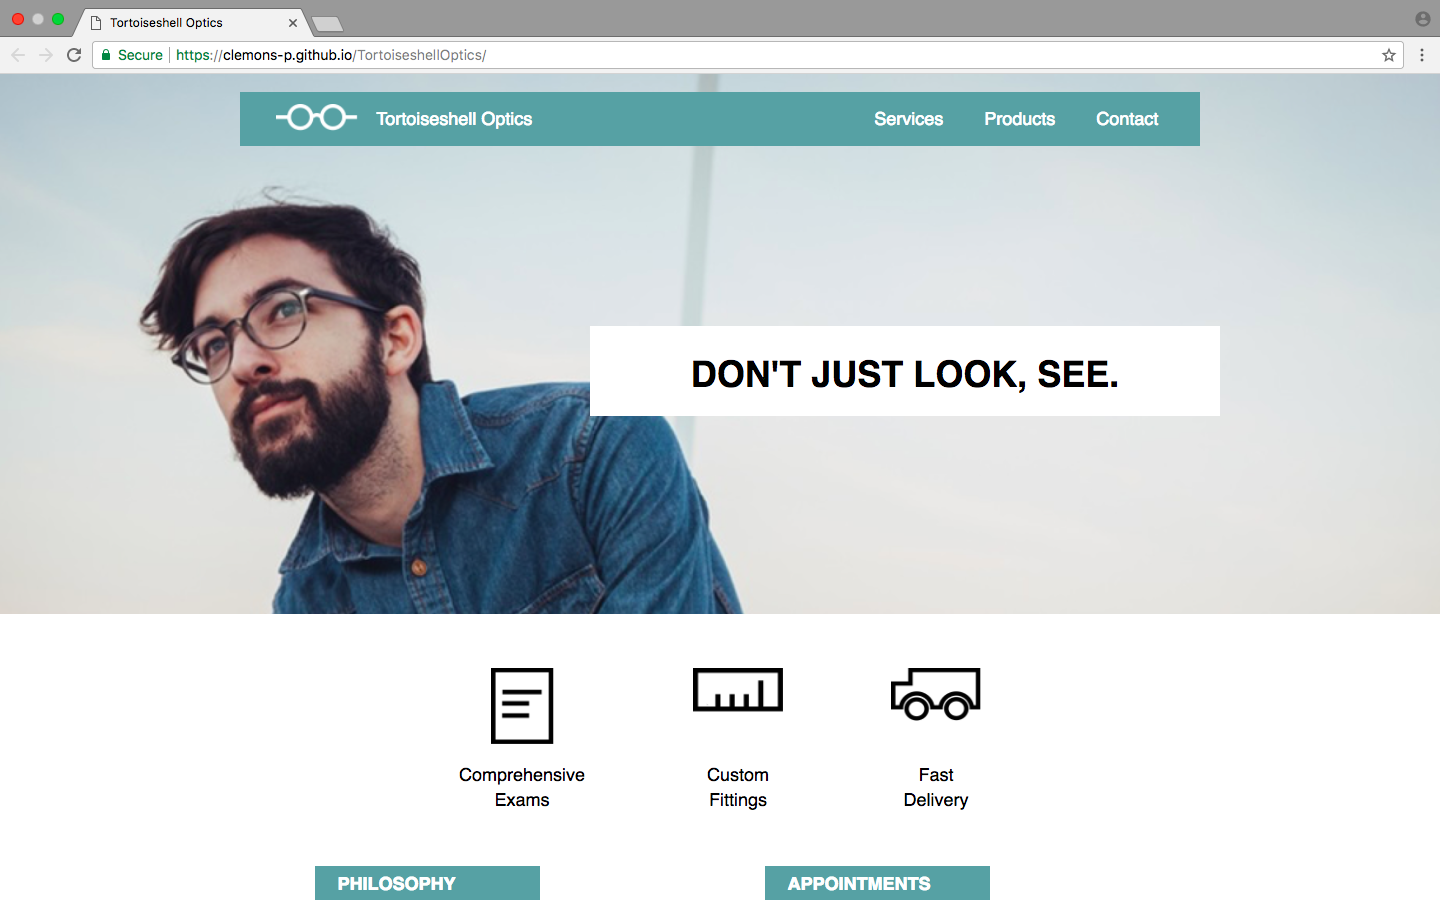 Tortoiseshell Optics
Secure https://clemons-p.github.io/TortoiseshellOptics/
Tortoiseshell Optics Services Products Contact
DON'T JUST LOOK, SEE.
Comprehensive
Exams
Custom
Fittings
Fast
Delivery
PHILOSOPHY
APPOINTMENTS